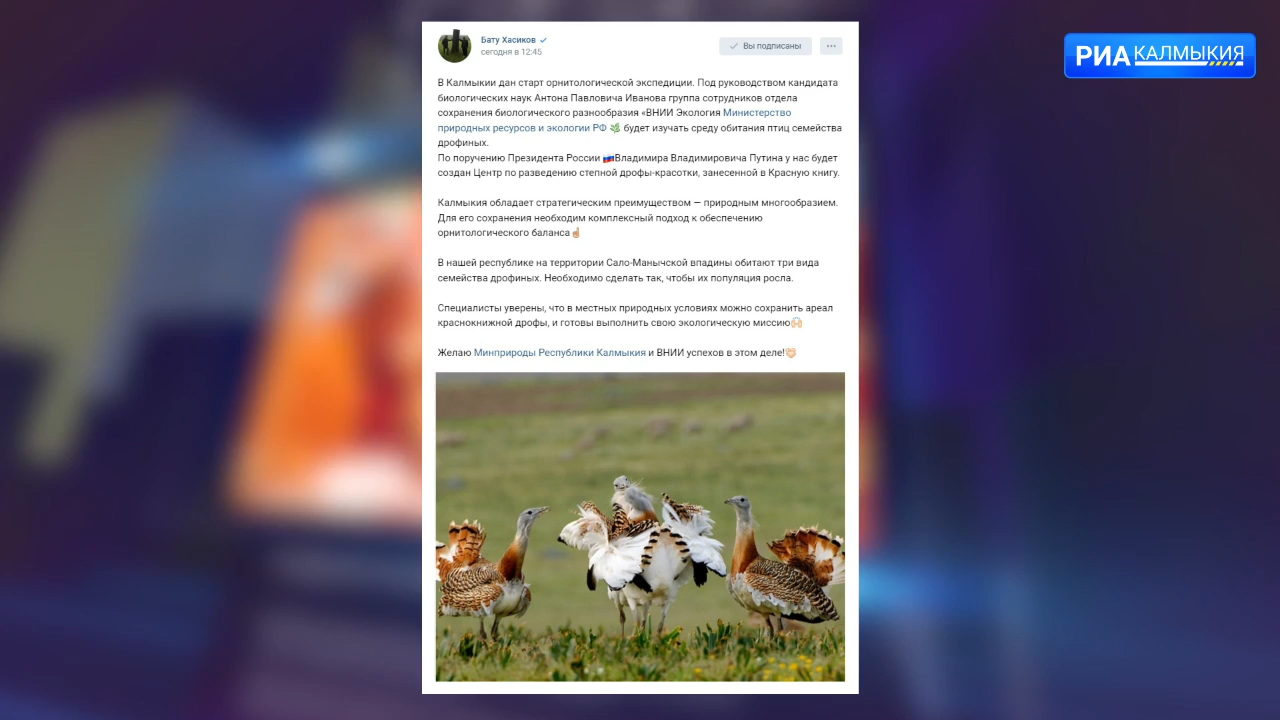 Бату Хасиков
сегодня в 12:45
Вы подписаны
РИА КАЛМЫКИЯ
В Калмыкии дан старт орнитологической экспедиции. Под руководством кандидата
биологических наук Антона Павловича Иванова группа сотрудников отдела
сохранения биологического разнообразия «ВНИИ Экология Министерство
природных ресурсов и экологии РФ 🌿 будет изучать среду обитания птиц семейства
дрофиных.
По поручению Президента России 🇷🇺Владимира Владимировича Путина у нас будет
создан Центр по разведению степной дрофы-красотки, занесенной в Красную книгу.
Калмыкия обладает стратегическим преимуществом — природным многообразием.
Для его сохранения необходим комплексный подход к обеспечению
орнитологического баланса☝🏼
В нашей республике на территории Сало-Манычской впадины обитают три вида
семейства дрофиных. Необходимо сделать так, чтобы их популяция росла.
Специалисты уверены, что в местных природных условиях можно сохранить ареал
краснокнижной дрофы, и готовы выполнить свою экологическую миссию🙌🏻
Желаю Минприроды Республики Калмыкия и ВНИИ успехов в этом деле!🤝🏻